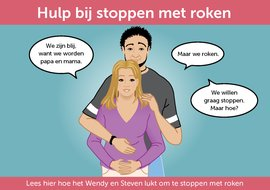 Hulp bij stoppen met roken
We zijn blij,
want we worden
papa en mama.
Maar we roken.
We willen
graag stoppen.
Maar hoe?
Lees hier hoe het Wendy en Steven lukt om te stoppen met roken